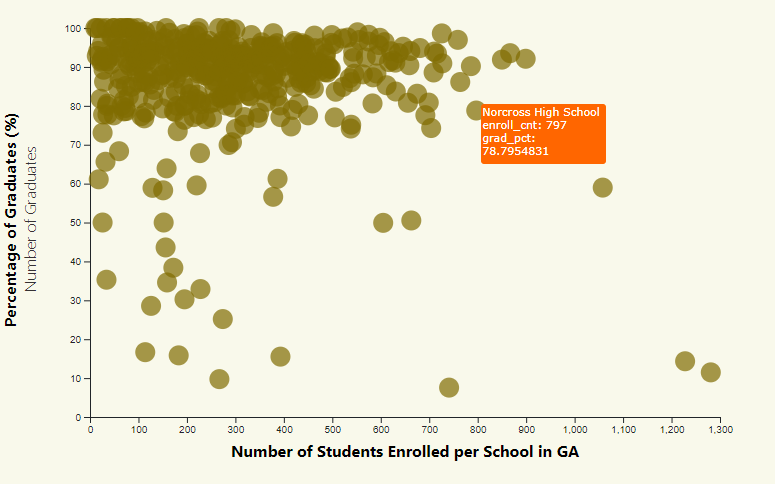 Percentage of Graduates (%)
Number of Graduates
100
90
80
70
60
50
40
30
20
10
0
Norcross High School
enroll_cnt: 797
grad_pct:
78.7954831
0 100 200 300 400 500 600 700 800 900 1,000 1,100 1,200 1,300
Number of Students Enrolled per School in GA